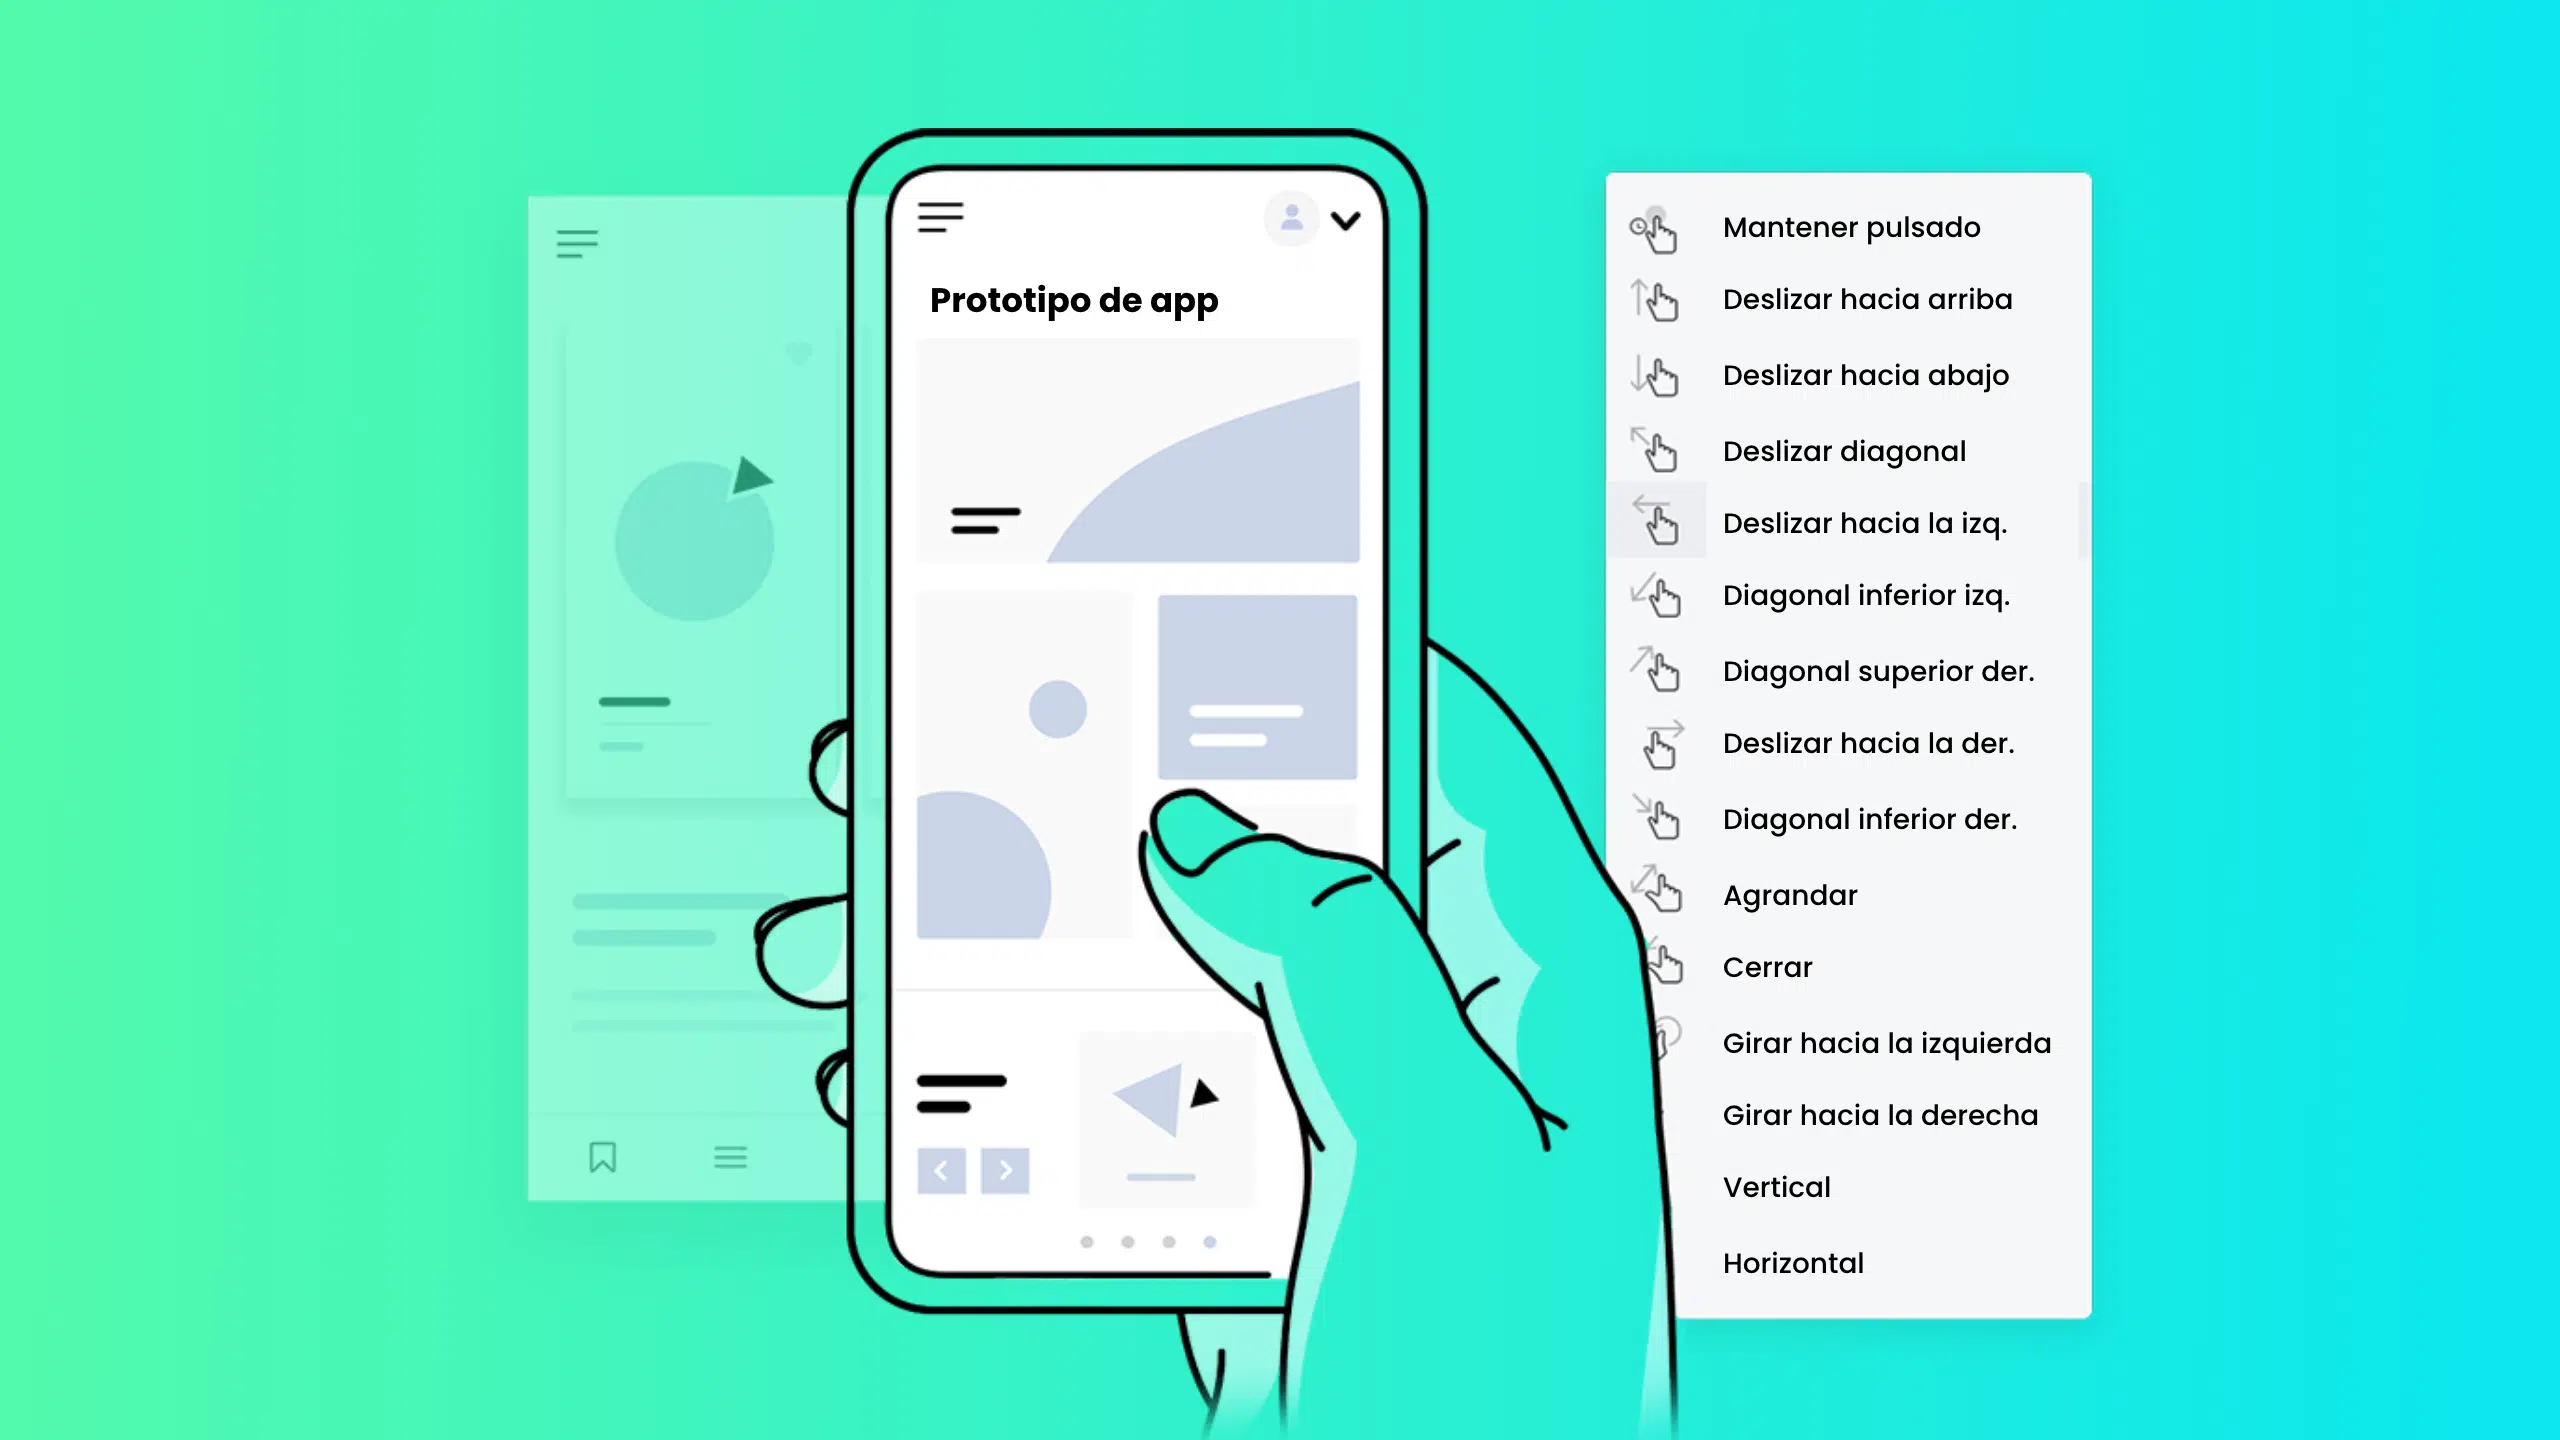 Prototipo de app
Mantener pulsado
Deslizar hacia arriba
Deslizar hacia abajo
Deslizar diagonal
Deslizar hacia la izq.
Diagonal inferior izq.
Diagonal superior der.
Deslizar hacia la der.
Diagonal inferior der.
Agrandar
Cerrar
Girar hacia la izquierda
Girar hacia la derecha
Vertical
Horizontal